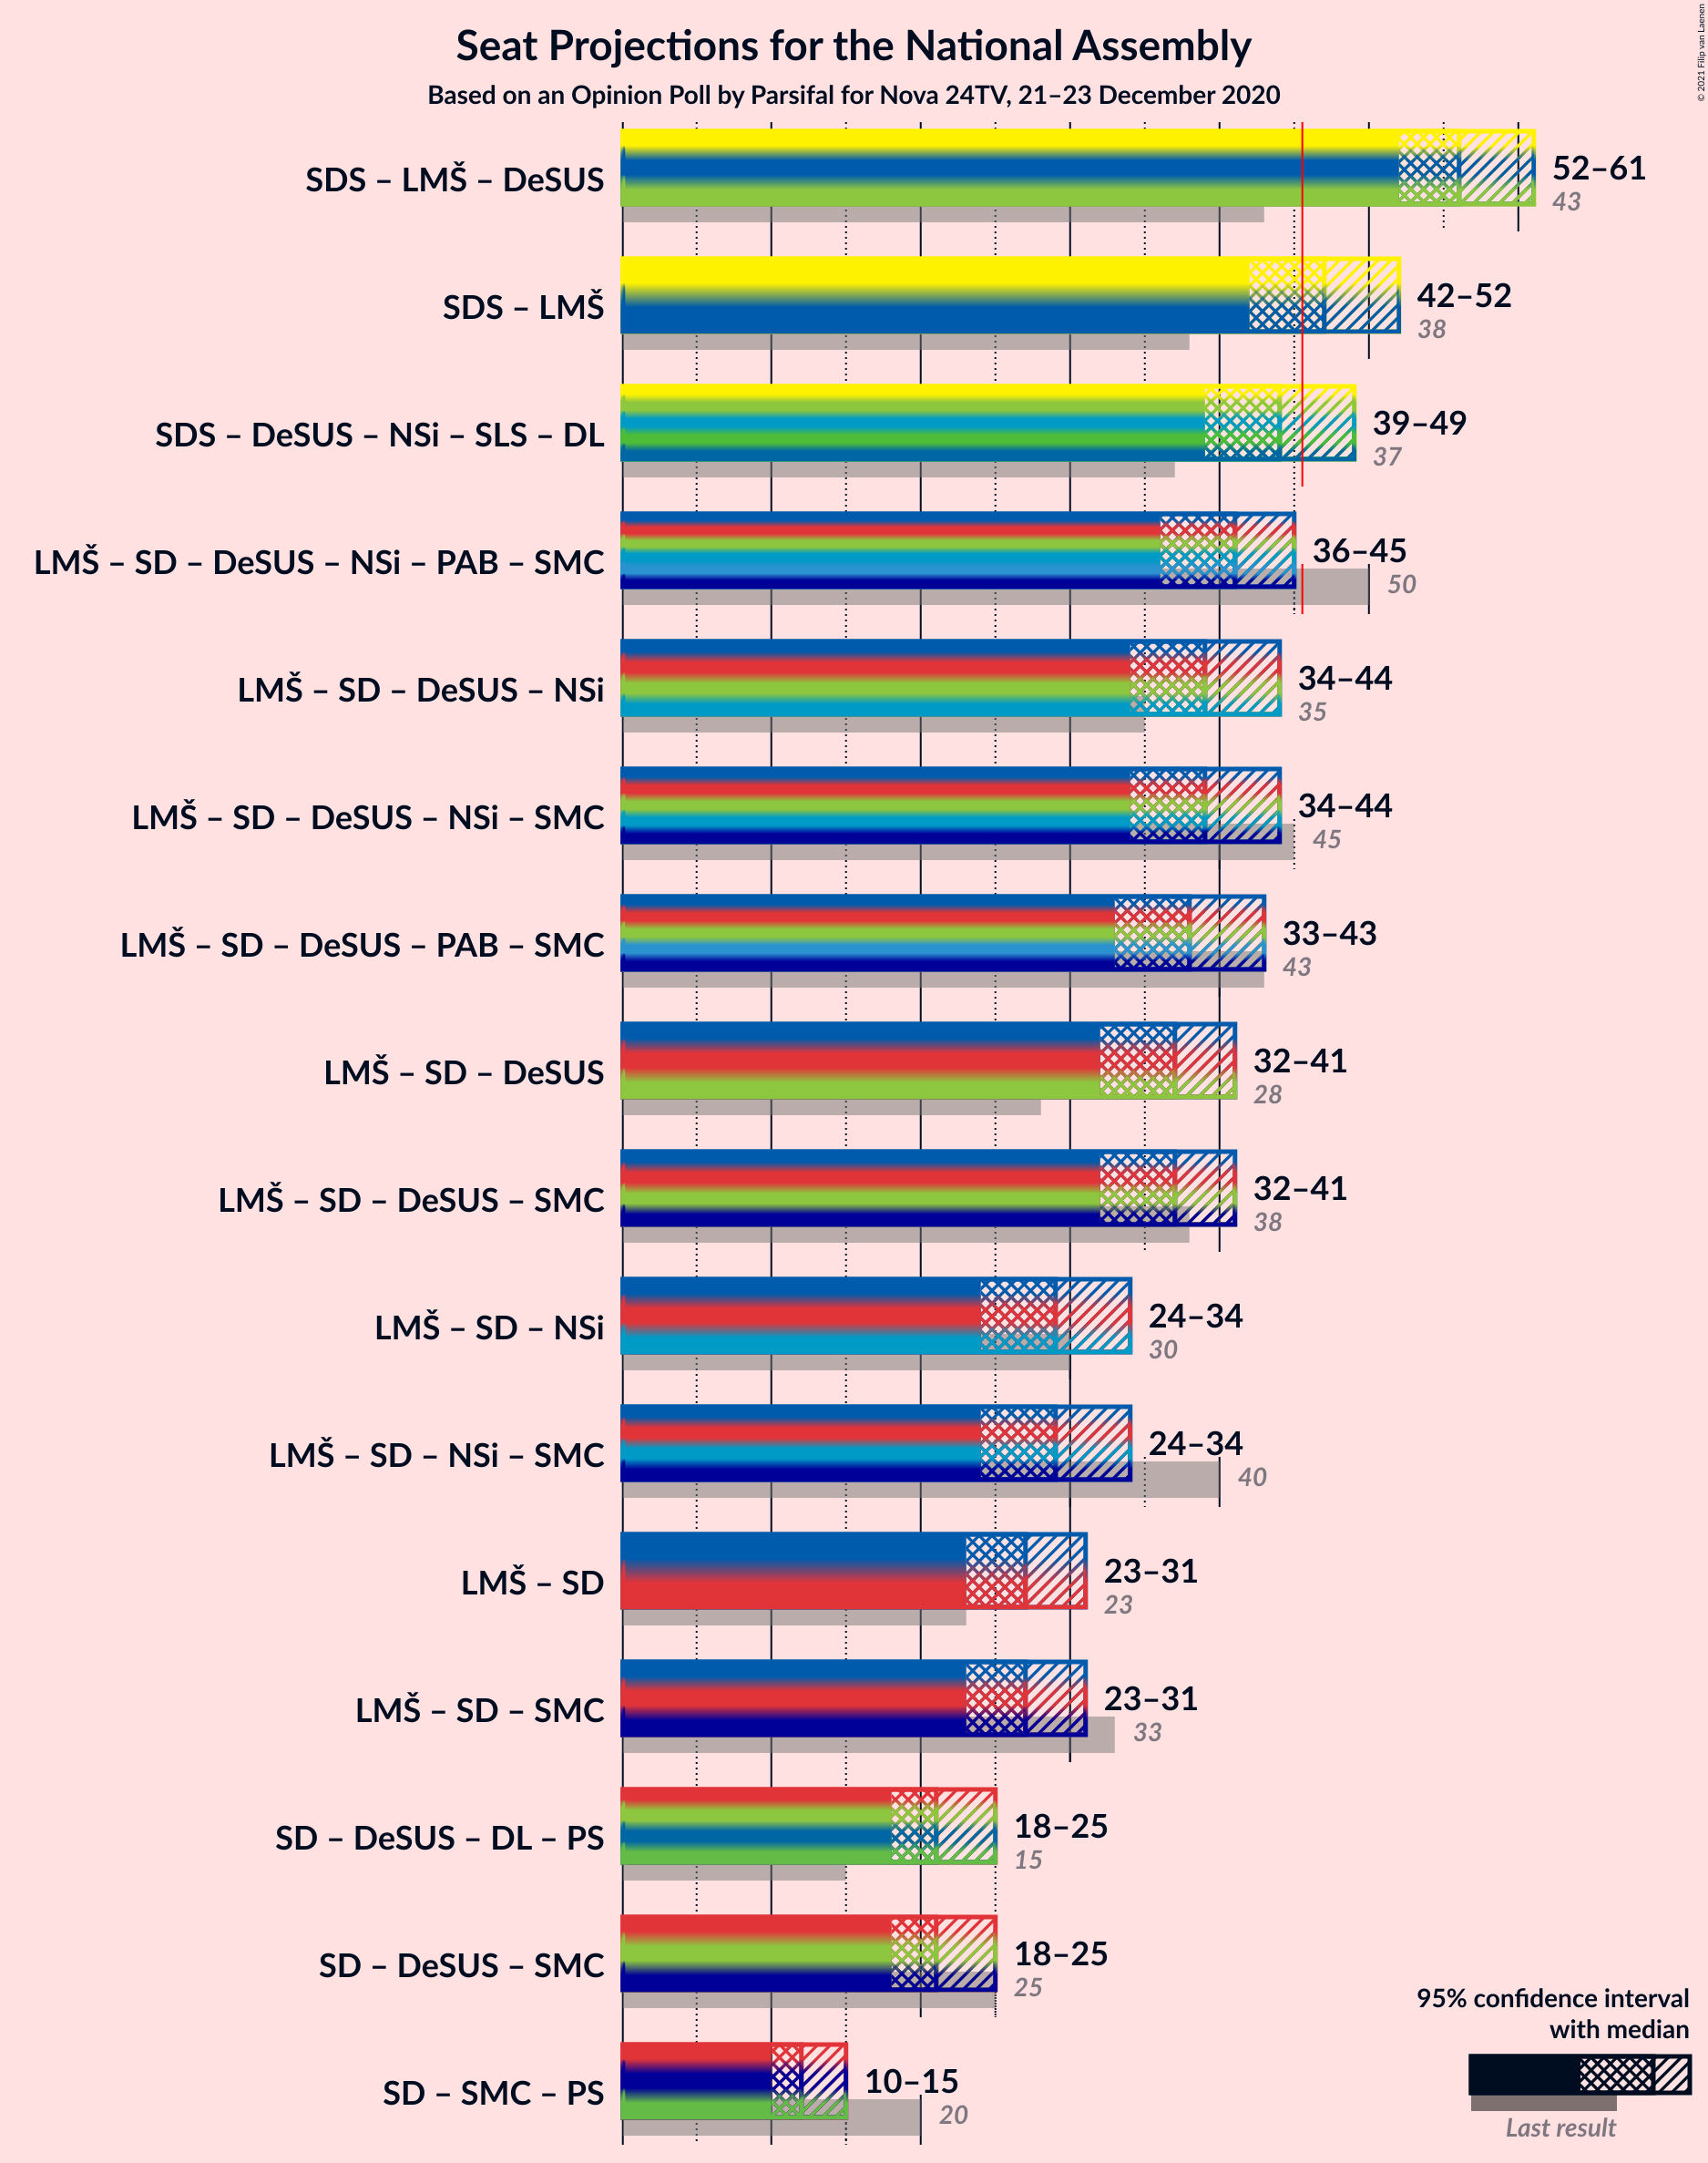 Seat Projections for the National Assembly
Based on an Opinion Poll by Parsifal for Nova 24TV, 21–23 December 2020
© 2021 Filip van Laenen
SDS – LMŠ – DeSUS
52–61
43
SDS – LMŠ
42–52
38
SDS – DeSUS – NSi – SLS – DL
39–49
37
LMŠ – SD – DeSUS – NSi – PAB – SMC
36–45
50
LMŠ – SD – DeSUS – NSi
34–44
35
LMŠ – SD – DeSUS – NSi – SMC
34–44
45
LMŠ – SD – DeSUS – PAB – SMC
33–43
43
LMŠ – SD – DeSUS
32–41
28
LMŠ – SD – DeSUS – SMC
32–41
38
LMŠ – SD – NSi
24–34
30
LMŠ – SD – NSi – SMC
24–34
40
LMŠ – SD
23–31
23
LMŠ – SD – SMC
23–31
33
SD – DeSUS – DL – PS
18–25
15
SD – DeSUS – SMC
18–25
25
SD – SMC – PS
10–15
20
95% confidence interval
with median
Last result